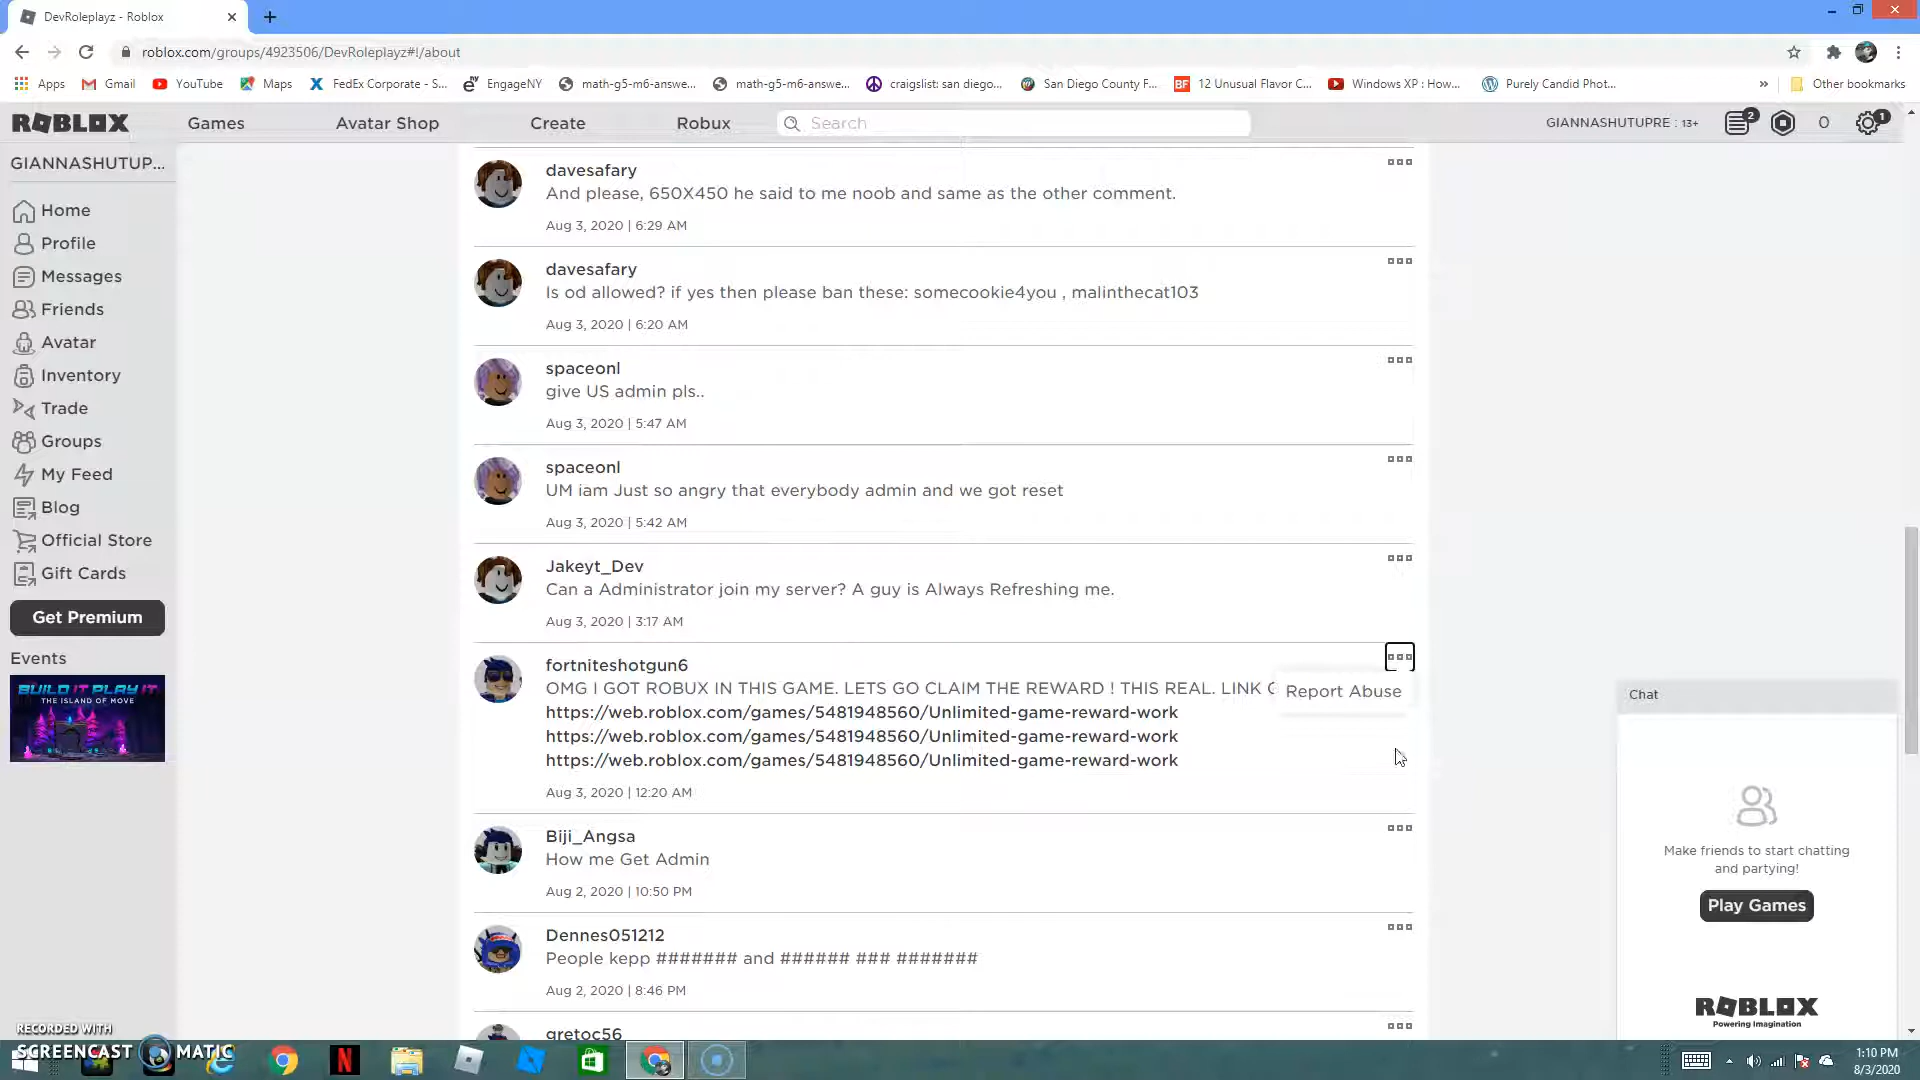 DevRoleplayz - Roblox
roblox.com/groups/4923506/DevRoleplayz#!/about
Apps Gmail YouTube Maps FedEx Corporate - S... EngageNY math-g5-m6-answe... math-g5-m6-answe... craigslist: san diego... San Diego County F... BF 12 Unusual Flavor C... Windows XP : How... Purely Candid Phot... » Other bookmarks
ROBLOX Games Avatar Shop Create Robux Search GIANNASHUTUPRE : 13+ 2 0 1
GIANNASHUTUP...
Home
Profile
Messages
Friends
Avatar
Inventory
Trade
Groups
My Feed
Blog
Official Store
Gift Cards
Get Premium
Events
BUILD IT PLAY IT
THE ISLAND OF MOVE
davesafary
And please, 650X450 he said to me noob and same as the other comment.
Aug 3, 2020 | 6:29 AM
davesafary
Is od allowed? if yes then please ban these: somecookie4you , malinthecat103
Aug 3, 2020 | 6:20 AM
spaceonl
give US admin pls..
Aug 3, 2020 | 5:47 AM
spaceonl
UM iam Just so angry that everybody admin and we got reset
Aug 3, 2020 | 5:42 AM
Jakeyt_Dev
Can a Administrator join my server? A guy is Always Refreshing me.
Aug 3, 2020 | 3:17 AM
fortniteshotgun6
OMG I GOT ROBUX IN THIS GAME. LETS GO CLAIM THE REWARD ! THIS REAL. LINK
Report Abuse
https://web.roblox.com/games/5481948560/Unlimited-game-reward-work
https://web.roblox.com/games/5481948560/Unlimited-game-reward-work
https://web.roblox.com/games/5481948560/Unlimited-game-reward-work
Aug 3, 2020 | 12:20 AM
Biji_Angsa
How me Get Admin
Aug 2, 2020 | 10:50 PM
Dennes051212
People kepp ####### and ###### ### #######
Aug 2, 2020 | 8:46 PM
gretoc56
Chat
Make friends to start chatting
and partying!
Play Games
ROBLOX
Powering Imagination
RECORDED WITH
SCREENCAST MATIC
1:10 PM
8/3/2020